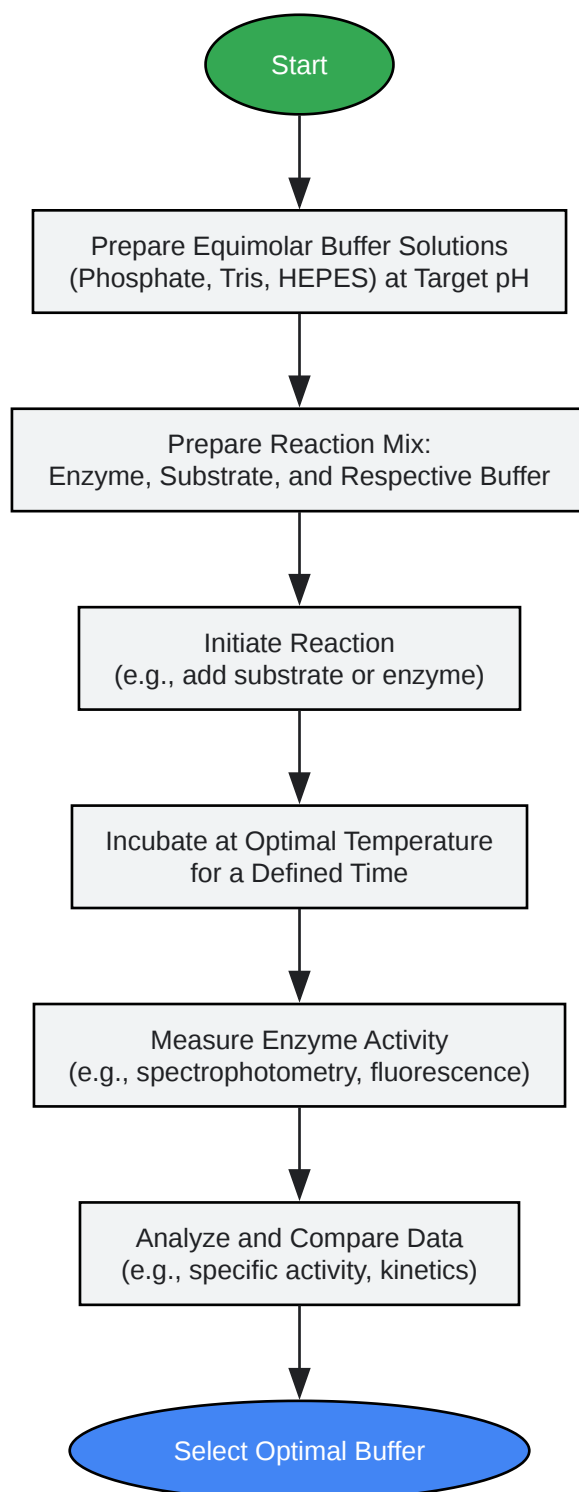 Start
Prepare Equimolar Buffer Solutions
(Phosphate, Tris, HEPES) at Target pH
Prepare Reaction Mix:
Enzyme, Substrate, and Respective Buffer
Initiate Reaction
(e.g., add substrate or enzyme)
Incubate at Optimal Temperature
for a Defined Time
Measure Enzyme Activity
(e.g., spectrophotometry, fluorescence)
Analyze and Compare Data
(e.g., specific activity, kinetics)
Select Optimal Buffer